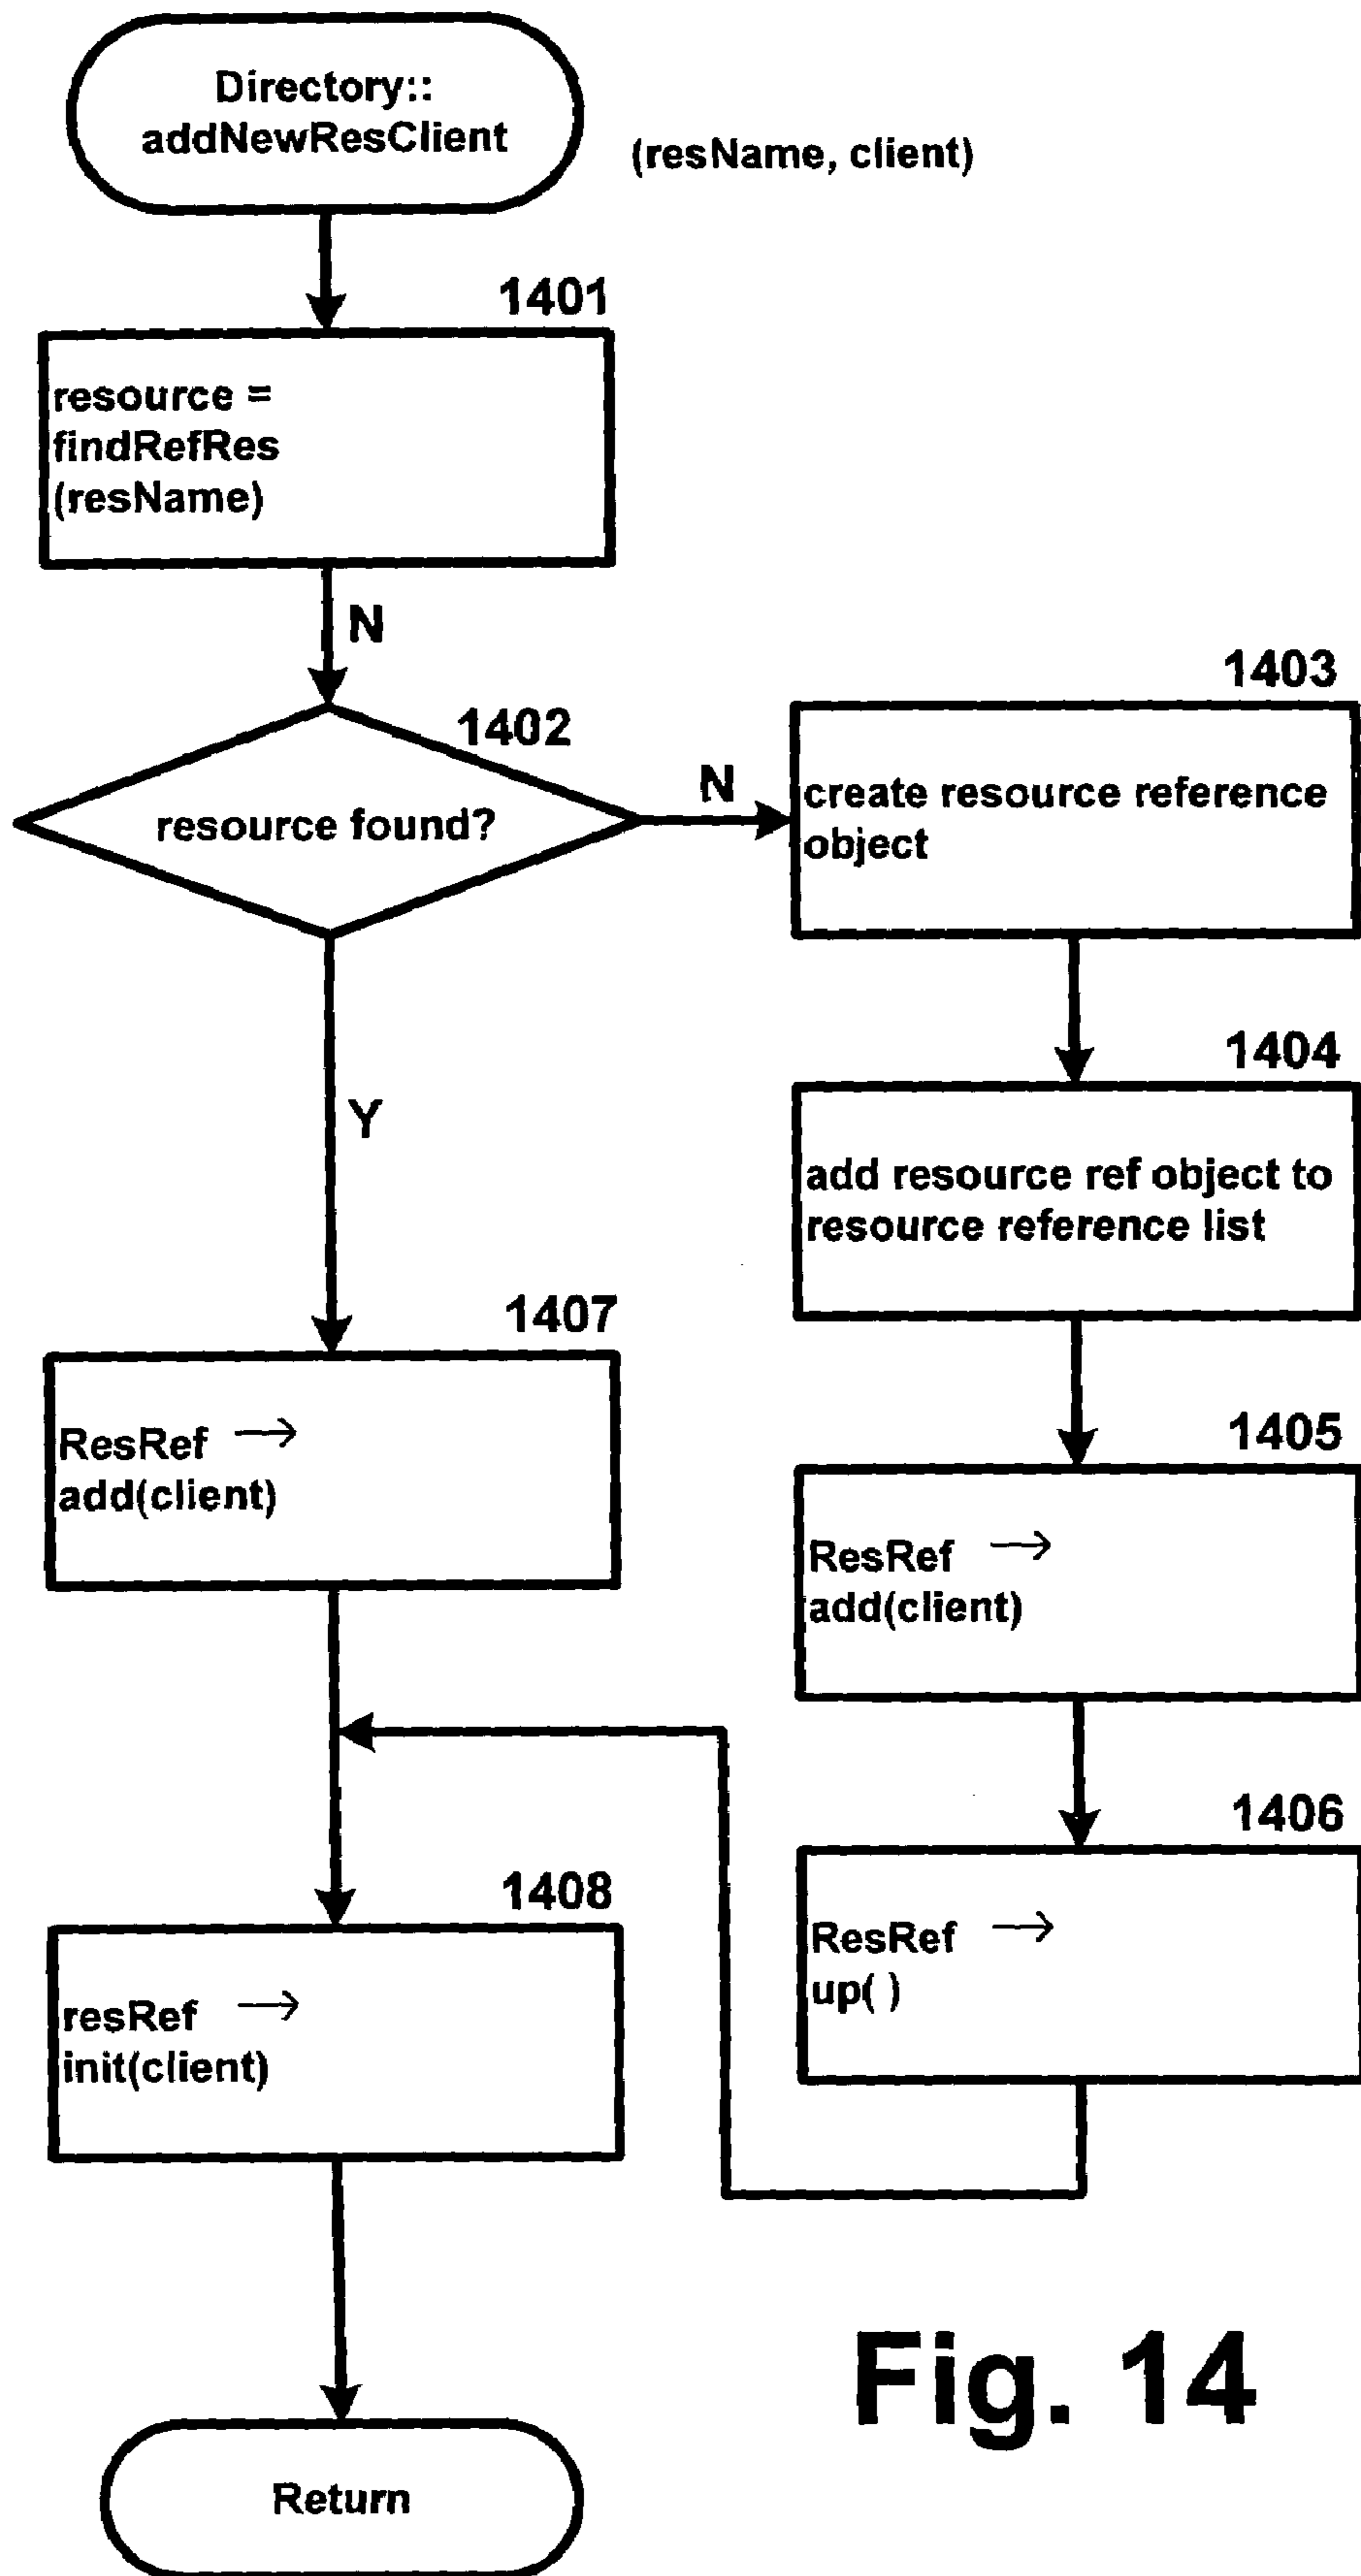 Directory::
addNewResClient
(resName, client)
1401
resource =
findRefRes
(resName)
N
1402
resource found?
N
1403
create resource reference
object
1404
add resource ref object to
resource reference list
Y
1407
ResRef →
add(client)
1405
ResRef →
add(client)
1406
ResRef →
up( )
1408
resRef →
init(client)
Return
Fig. 14